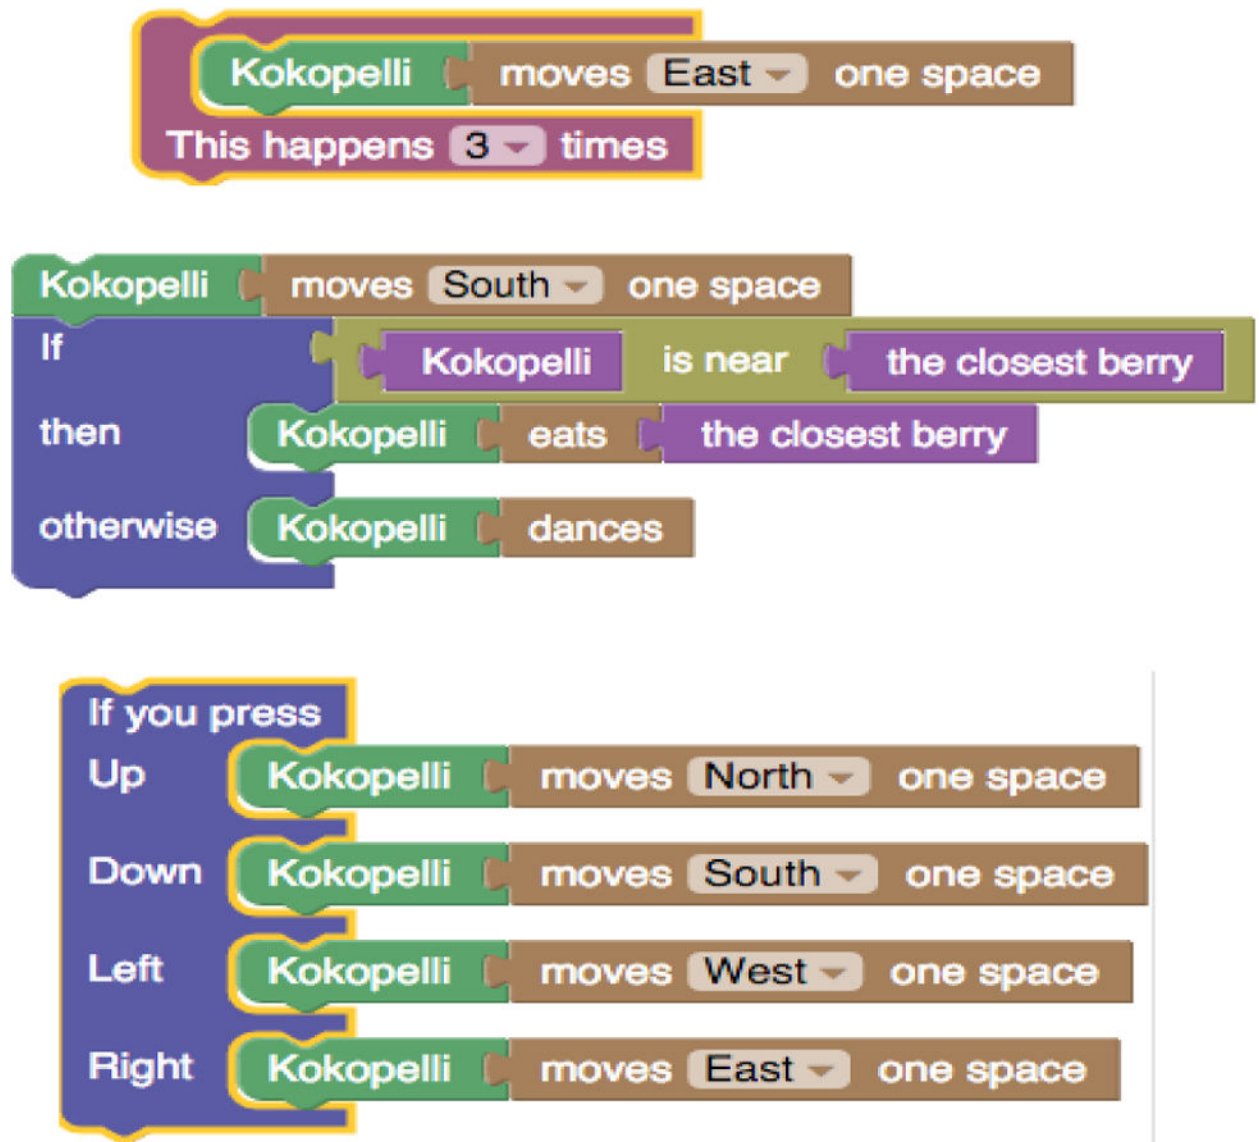 Kokopelli moves East one space
This happens 3 times
Kokopelli moves South one space
If Kokopelli is near the closest berry
then Kokopelli eats the closest berry
otherwise Kokopelli dances
If you press
Up Kokopelli moves North one space
Down Kokopelli moves South one space
Left Kokopelli moves West one space
Right Kokopelli moves East one space